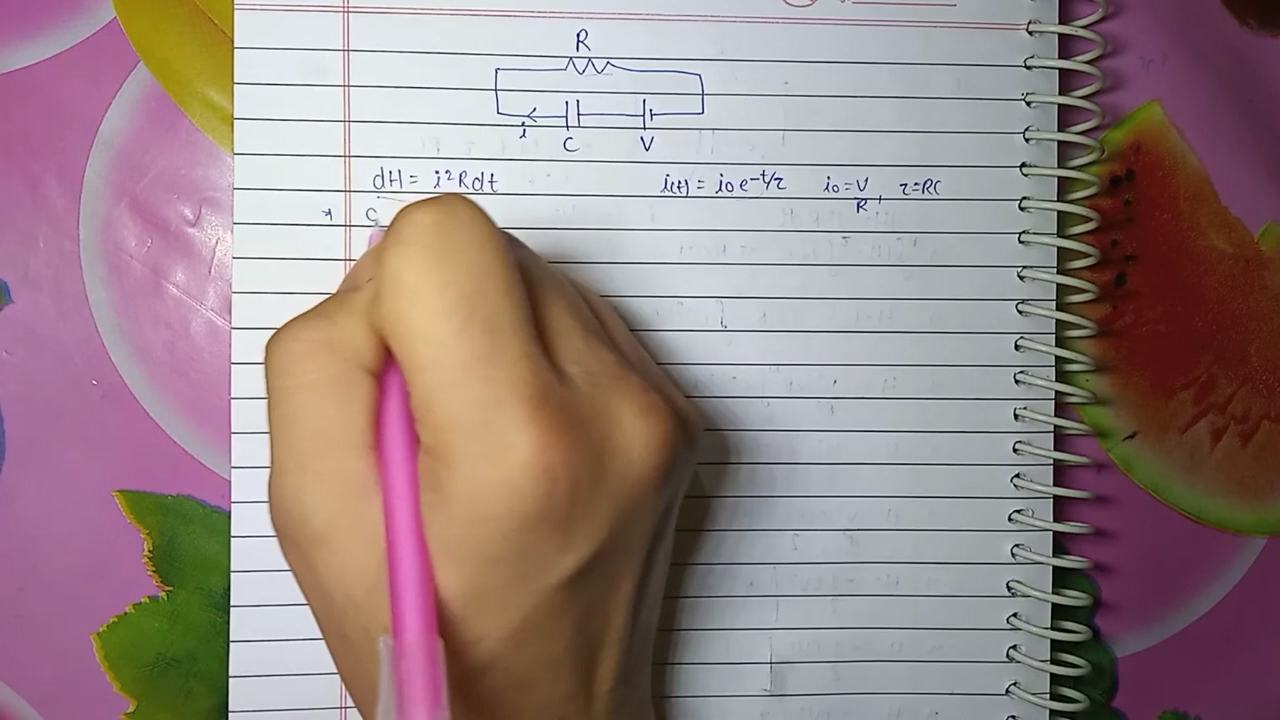 R
i C V
dH = i²Rdt i(t) = i₀e^-t/τ i₀ = V/R, τ=RC
* C